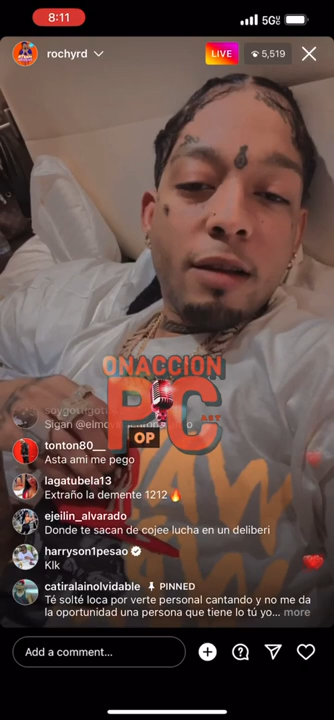 8:11
5G
rochyrd
LIVE
5,519
ONACCION
OP
Sigan
tonton80__
Asta ami me pego
lagatubela13
Extraño la demente 1212🔥
ejeilin_alvarado
Donde te sacan de cojee lucha en un deliberi
harryson1pesao
Klk
catiralainolvidable PINNED
Té solté loca por verte personal cantando y no me da
la oportunidad una persona que tiene lo tú yo... more
Add a comment...